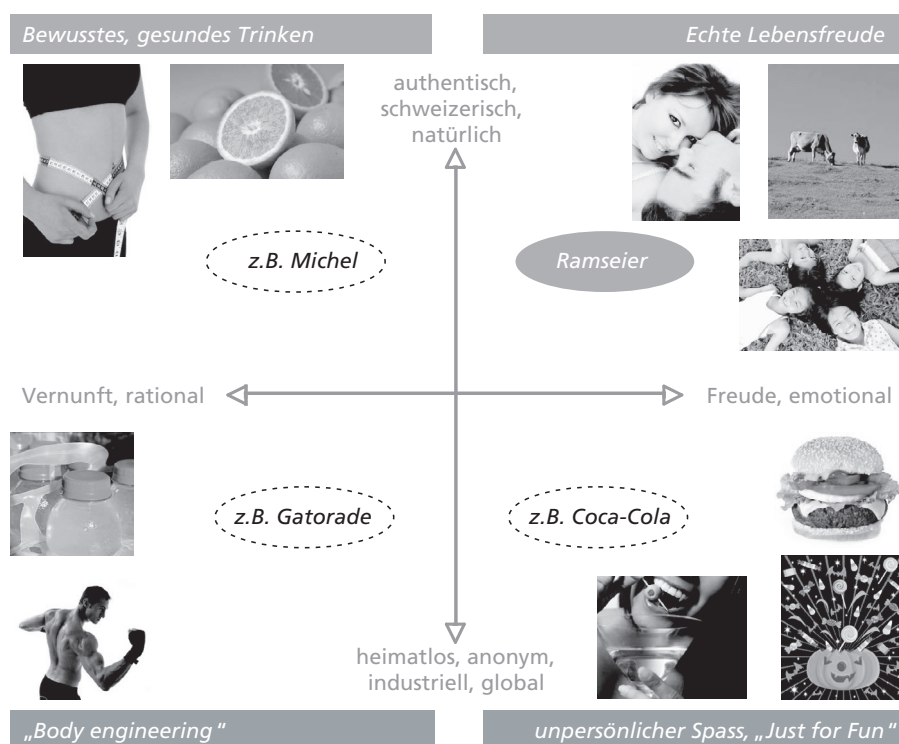 Bewusstes, gesundes Trinken
Echte Lebensfreude
authentisch,
schweizerisch,
natürlich
z.B. Michel
Ramseier
Vernunft, rational
Freude, emotional
z.B. Gatorade
z.B. Coca-Cola
heimatlos, anonym,
industriell, global
„Body engineering“
unpersönlicher Spass, „Just for Fun“